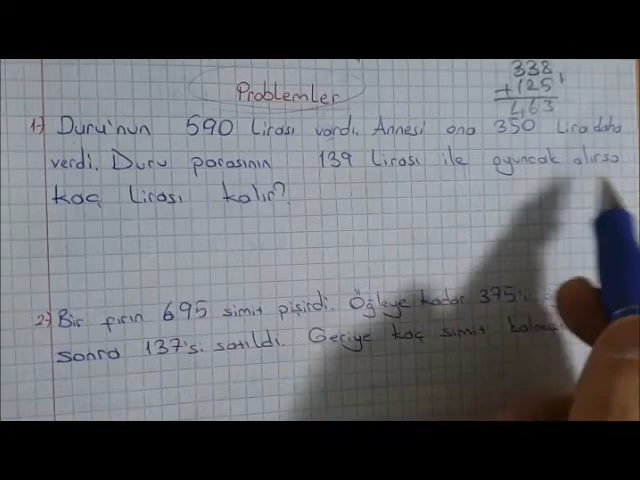 338
+125
463
Problemler
1-) Duru'nun 590 Lirası vardı. Annesi ona 350 Lira daha
verdi. Duru parasının 139 Lirası ile oyuncak alırsa
kaç Lirası kalır?
2-) Bir fırın 695 simit pişirdi. Öğleye kadar 375'i
sonra 137'si satıldı. Geriye kaç simit